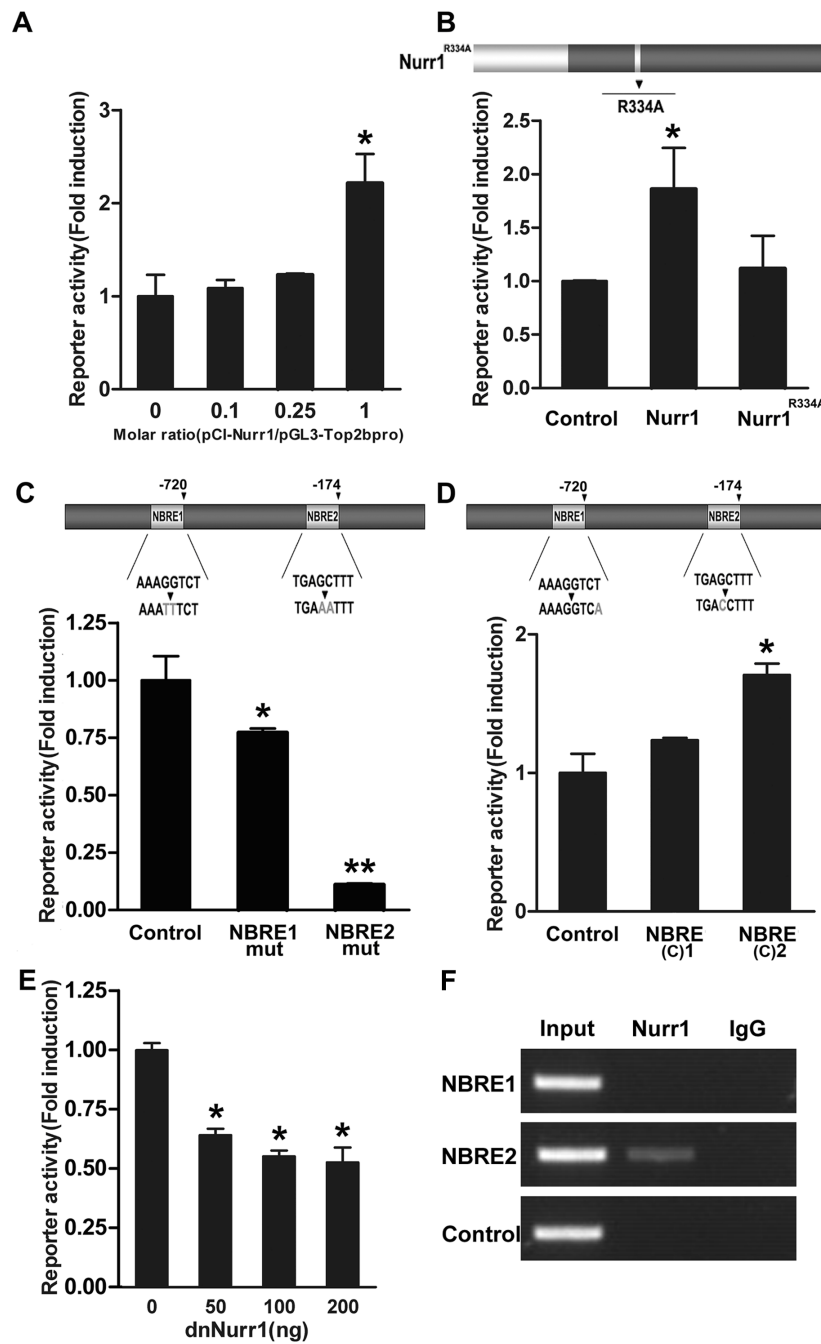 A
Reporter activity(Fold induction)
3
2
1
0
*
0 0.1 0.25 1
Molar ratio(pCI-Nurr1/pGL3-Top2bpro)
B
Nurr1R334A
R334A
Reporter activity(Fold induction)
2.5
2.0
1.5
1.0
0.5
0.0
*
Control Nurr1 Nurr1R334A
C
-720 -174
NBRE1 NBRE2
AAAGGTCT TGAGCTTT
AAATTTCT TGAAATTT
Reporter activity(Fold induction)
1.25
1.00
0.75
0.50
0.25
0.00
*
**
Control NBRE1 NBRE2
mut mut
D
-720 -174
NBRE1 NBRE2
AAAGGTCT TGAGCTTT
AAAGGTCA TGACCTTT
Reporter activity(Fold induction)
2
1
0
*
Control NBRE NBRE
(C)1 (C)2
E
Reporter activity(Fold induction)
1.25
1.00
0.75
0.50
0.25
0.00
* * *
0 50 100 200
dnNurr1(ng)
F
Input Nurr1 IgG
NBRE1
NBRE2
Control